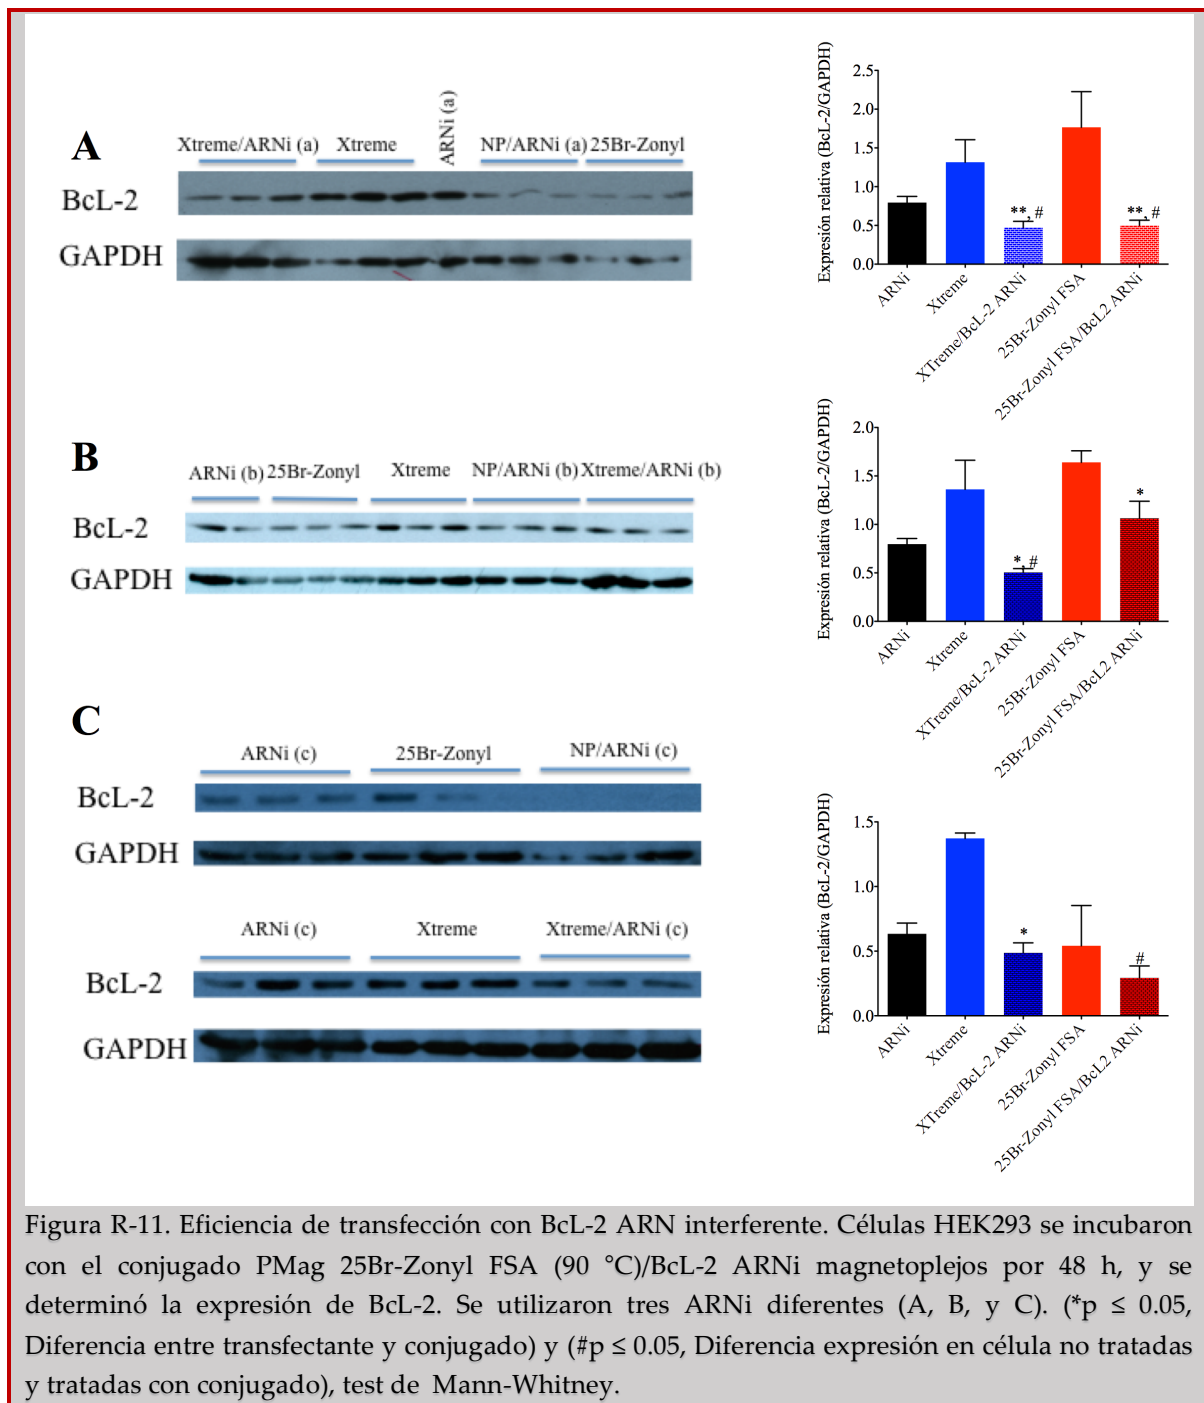 A
Xtreme/ARNi (a)
Xtreme
ARNi (a)
NP/ARNi (a)
25Br-Zonyl
BcL-2
GAPDH
Expresión relativa (BcL-2/GAPDH)
2.5
2.0
1.5
1.0
0.5
0.0
**, #
**, #
ARNi
Xtreme
XTreme/BcL-2 ARNi
25Br-Zonyl FSA
25Br-Zonyl FSA/BcL2 ARNi
B
ARNi (b)
25Br-Zonyl
Xtreme
NP/ARNi (b)
Xtreme/ARNi (b)
BcL-2
GAPDH
Expresión relativa (BcL-2/GAPDH)
2.0
1.5
1.0
0.5
0.0
*, #
*
ARNi
Xtreme
XTreme/BcL-2 ARNi
25Br-Zonyl FSA
25Br-Zonyl FSA/BcL2 ARNi
C
ARNi (c)
25Br-Zonyl
NP/ARNi (c)
BcL-2
GAPDH
ARNi (c)
Xtreme
Xtreme/ARNi (c)
BcL-2
GAPDH
Expresión relativa (BcL-2/GAPDH)
1.5
1.0
0.5
0.0
*
#
ARNi
Xtreme
XTreme/BcL-2 ARNi
25Br-Zonyl FSA
25Br-Zonyl FSA/BcL2 ARNi
Figura R-11. Eficiencia de transfección con BcL-2 ARN interferente. Células HEK293 se incubaron
con el conjugado PMag 25Br-Zonyl FSA (90 °C)/BcL-2 ARNi magnetoplejos por 48 h, y se
determinó la expresión de BcL-2. Se utilizaron tres ARNi diferentes (A, B, y C). (*p ≤ 0.05,
Diferencia entre transfectante y conjugado) y (#p ≤ 0.05, Diferencia expresión en célula no tratadas
y tratadas con conjugado), test de Mann-Whitney.